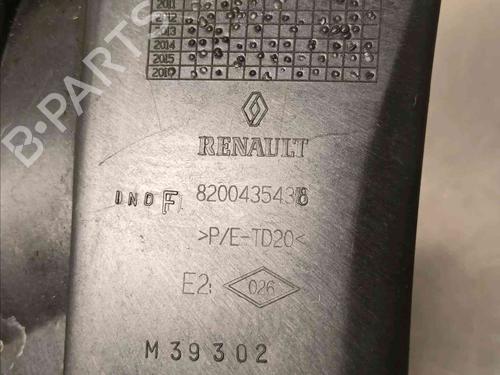 2011
2012
2013
2014
2015
2016
RENAULT
IND F 8200435438
>P/E-TD20<
E2: 026
M39302
B-PARTS